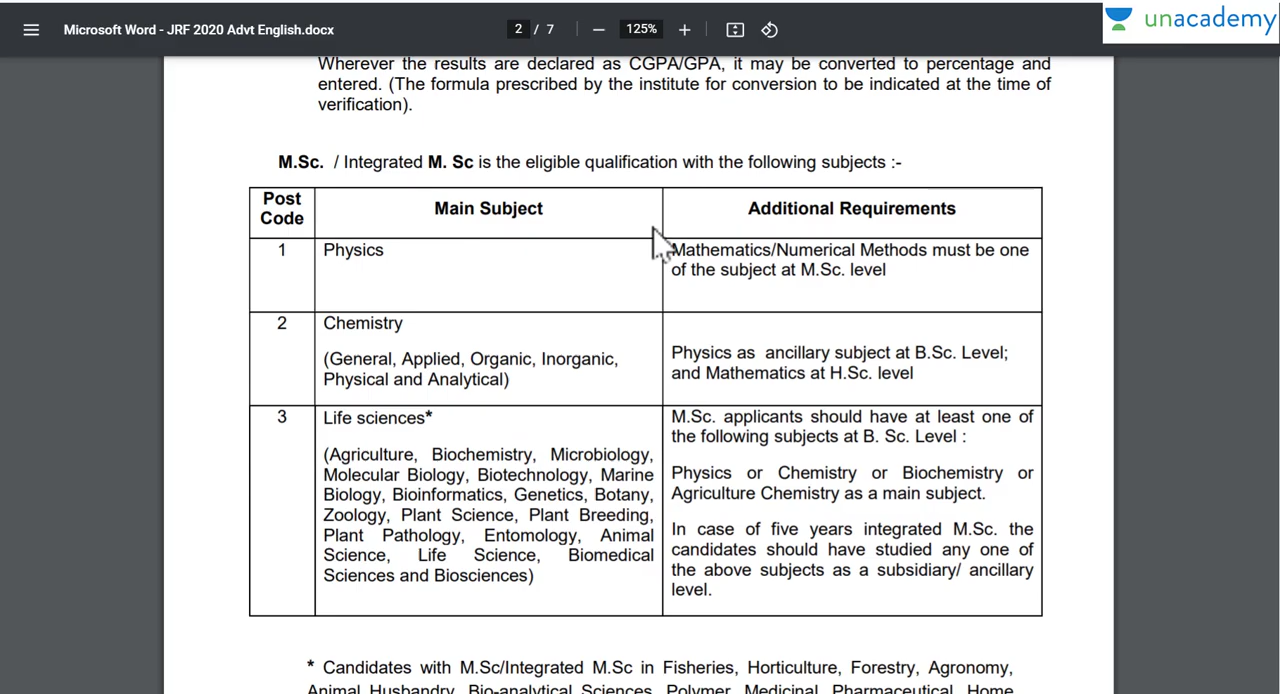 Microsoft Word - JRF 2020 Advt English.docx
2 / 7
125%
unacademy
Wherever the results are declared as CGPA/GPA, it may be converted to percentage and
entered. (The formula prescribed by the institute for conversion to be indicated at the time of
verification).
M.Sc. / Integrated M. Sc is the eligible qualification with the following subjects :-
Post
Code
Main Subject
Additional Requirements
1
Physics
Mathematics/Numerical Methods must be one
of the subject at M.Sc. level
2
Chemistry
(General, Applied, Organic, Inorganic,
Physical and Analytical)
Physics as ancillary subject at B.Sc. Level;
and Mathematics at H.Sc. level
3
Life sciences*
(Agriculture, Biochemistry, Microbiology,
Molecular Biology, Biotechnology, Marine
Biology, Bioinformatics, Genetics, Botany,
Zoology, Plant Science, Plant Breeding,
Plant Pathology, Entomology, Animal
Science, Life Science, Biomedical
Sciences and Biosciences)
M.Sc. applicants should have at least one of
the following subjects at B. Sc. Level :
Physics or Chemistry or Biochemistry or
Agriculture Chemistry as a main subject.
In case of five years integrated M.Sc. the
candidates should have studied any one of
the above subjects as a subsidiary/ ancillary
level.
* Candidates with M.Sc/Integrated M.Sc in Fisheries, Horticulture, Forestry, Agronomy,
Animal Husbandry, Bio-analytical Sciences, Polymer, Medicinal, Pharmaceutical, Home